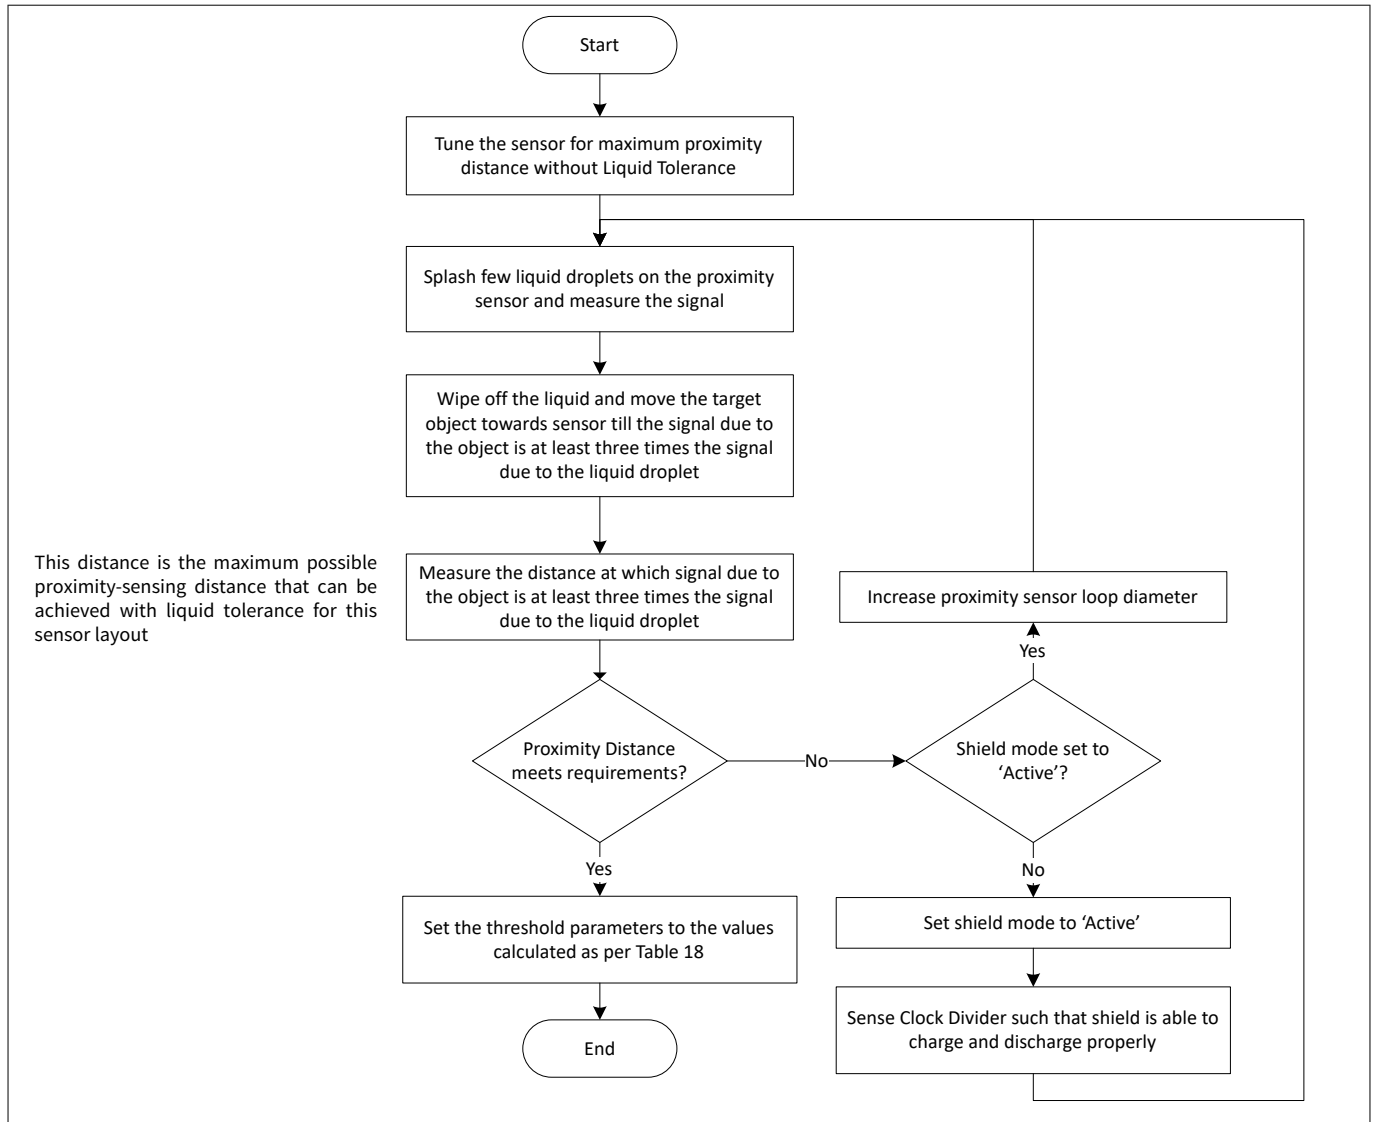 Start
Tune the sensor for maximum proximity
distance without Liquid Tolerance
Splash few liquid droplets on the proximity
sensor and measure the signal
Wipe off the liquid and move the target
object towards sensor till the signal due to
the object is at least three times the signal
due to the liquid droplet
This distance is the maximum possible
proximity-sensing distance that can be
achieved with liquid tolerance for this
sensor layout
Measure the distance at which signal due to
the object is at least three times the signal
due to the liquid droplet
Increase proximity sensor loop diameter
Yes
Proximity Distance
meets requirements?
No
Shield mode set to
‘Active’?
Yes
No
Set the threshold parameters to the values
calculated as per Table 18
Set shield mode to ‘Active’
Sense Clock Divider such that shield is able to
charge and discharge properly
End